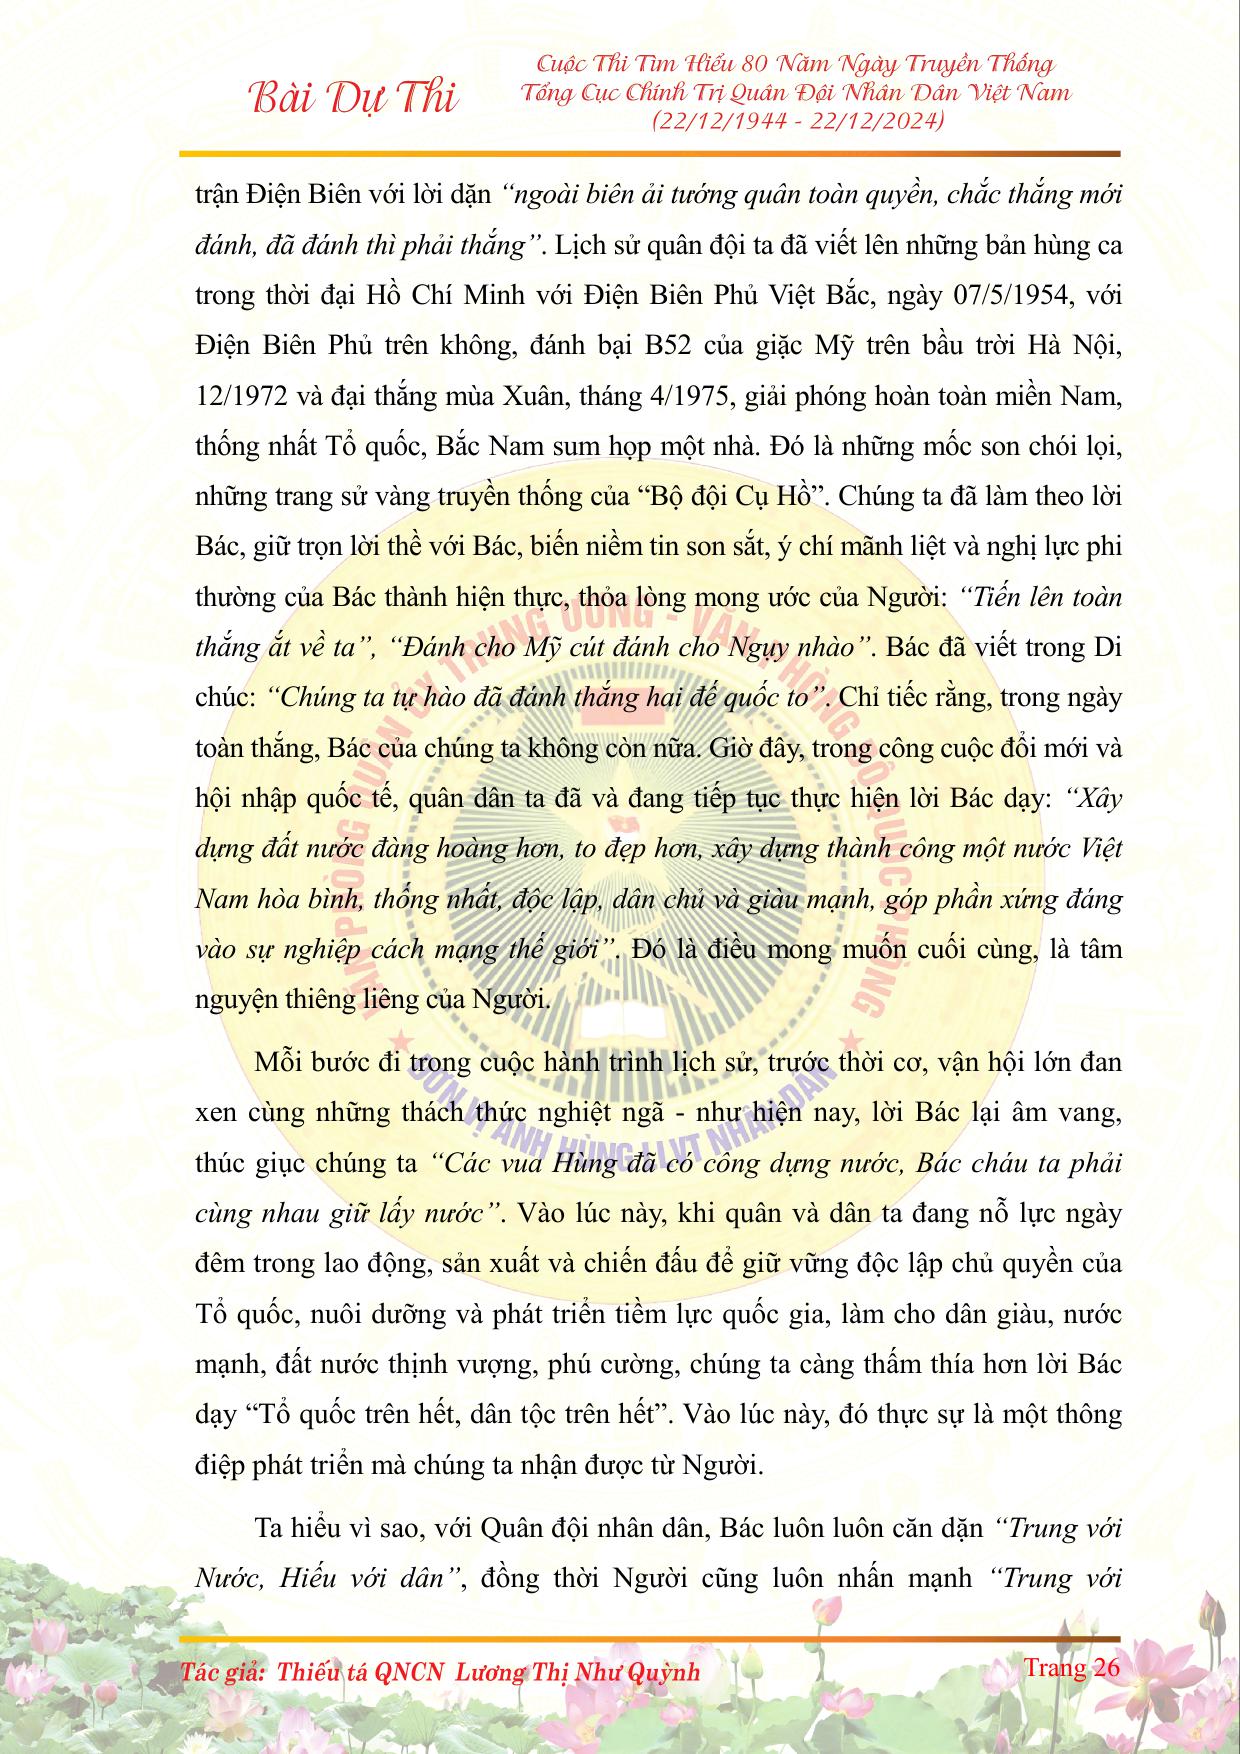 Bài Dự Thi
Cuộc Thi Tìm Hiểu 80 Năm Ngày Truyền Thống
Tổng Cục Chính Trị Quân Đội Nhân Dân Việt Nam
(22/12/1944 - 22/12/2024)
trận Điện Biên với lời dặn “ngoài biên ải tướng quân toàn quyền, chắc thắng mới
đánh, đã đánh thì phải thắng”. Lịch sử quân đội ta đã viết lên những bản hùng ca
trong thời đại Hồ Chí Minh với Điện Biên Phủ Việt Bắc, ngày 07/5/1954, với
Điện Biên Phủ trên không, đánh bại B52 của giặc Mỹ trên bầu trời Hà Nội,
12/1972 và đại thắng mùa Xuân, tháng 4/1975, giải phóng hoàn toàn miền Nam,
thống nhất Tổ quốc, Bắc Nam sum họp một nhà. Đó là những mốc son chói lọi,
những trang sử vàng truyền thống của “Bộ đội Cụ Hồ”. Chúng ta đã làm theo lời
Bác, giữ trọn lời thề với Bác, biến niềm tin son sắt, ý chí mãnh liệt và nghị lực phi
thường của Bác thành hiện thực, thỏa lòng mong ước của Người: “Tiến lên toàn
thắng ắt về ta”, “Đánh cho Mỹ cút đánh cho Ngụy nhào”. Bác đã viết trong Di
chúc: “Chúng ta tự hào đã đánh thắng hai đế quốc to”. Chỉ tiếc rằng, trong ngày
toàn thắng, Bác của chúng ta không còn nữa. Giờ đây, trong công cuộc đổi mới và
hội nhập quốc tế, quân dân ta đã và đang tiếp tục thực hiện lời Bác dạy: “Xây
dựng đất nước đàng hoàng hơn, to đẹp hơn, xây dựng thành công một nước Việt
Nam hòa bình, thống nhất, độc lập, dân chủ và giàu mạnh, góp phần xứng đáng
vào sự nghiệp cách mạng thế giới”. Đó là điều mong muốn cuối cùng, là tâm
nguyện thiêng liêng của Người.
Mỗi bước đi trong cuộc hành trình lịch sử, trước thời cơ, vận hội lớn đan
xen cùng những thách thức nghiệt ngã - như hiện nay, lời Bác lại âm vang,
thúc giục chúng ta “Các vua Hùng đã có công dựng nước, Bác cháu ta phải
cùng nhau giữ lấy nước”. Vào lúc này, khi quân và dân ta đang nỗ lực ngày
đêm trong lao động, sản xuất và chiến đấu để giữ vững độc lập chủ quyền của
Tổ quốc, nuôi dưỡng và phát triển tiềm lực quốc gia, làm cho dân giàu, nước
mạnh, đất nước thịnh vượng, phú cường, chúng ta càng thấm thía hơn lời Bác
dạy “Tổ quốc trên hết, dân tộc trên hết”. Vào lúc này, đó thực sự là một thông
điệp phát triển mà chúng ta nhận được từ Người.
Ta hiểu vì sao, với Quân đội nhân dân, Bác luôn luôn căn dặn “Trung với
Nước, Hiếu với dân”, đồng thời Người cũng luôn nhấn mạnh “Trung với
VĂN PHÒNG QUÂN ỦY TRUNG ƯƠNG - VĂN PHÒNG BỘ QUỐC PHÒNG
ĐƠN VỊ ANH HÙNG LLVT NHÂN DÂN
Tác giả: Thiếu tá QNCN Lương Thị Như Quỳnh
Trang 26